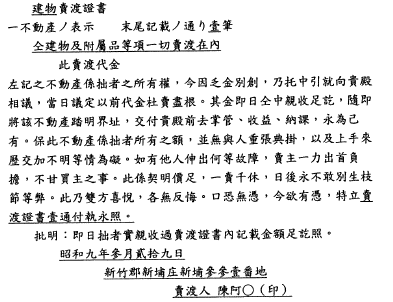 建物賣渡證書
一不動產ノ表示　末尾記載ノ通リ壹筆
仝建物及附屬品等項一切賣渡在內
此賣渡代金
左記之不動產係拙者之所有權，今因乏金別創，乃托中引就向貴殿
相議，當日議定以前代金杜賣盡根。其金即日仝中親收足訖，隨即
將該不動產踏明界址，交付貴殿前去掌管、收益、納課，永為己
有。保此不動產係拙者所有之額，並無與人重張典掛，以及上手來
歷交加不明等情為礙。如有他人伸出何等故障，賣主一力出首負
擔，不甘買主之事。此係契明價足，一賣千休，日後永不敢別生枝
節等弊。此乃雙方喜悅，各無反悔。口恐無憑，今欲有憑，特立賣
渡證書壹通付執永照。
批明：即日拙者實親收過賣渡證書內記載金額足訖照。
昭和九年參月貳拾九日
新竹郡新埔庄新埔參參壹番地
賣渡人 陳阿〇（印）